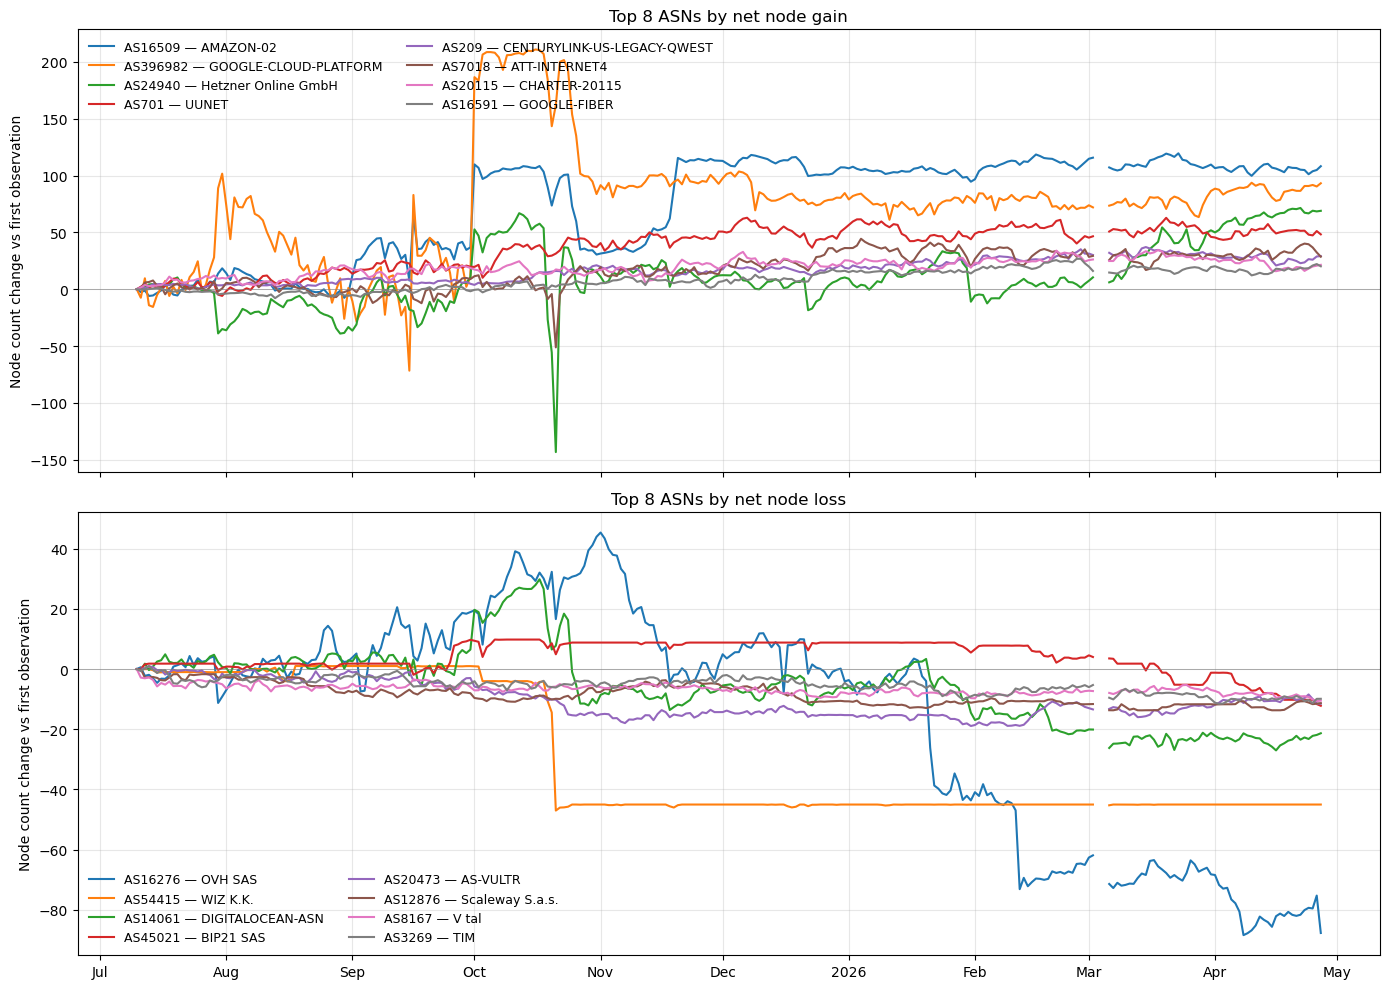 Top 8 ASNs by net node gain
Node count change vs first observation
200
150
100
50
0
−50
−100
−150
AS16509 — AMAZON-02
AS396982 — GOOGLE-CLOUD-PLATFORM
AS24940 — Hetzner Online GmbH
AS701 — UUNET
AS209 — CENTURYLINK-US-LEGACY-QWEST
AS7018 — ATT-INTERNET4
AS20115 — CHARTER-20115
AS16591 — GOOGLE-FIBER
Top 8 ASNs by net node loss
Node count change vs first observation
40
20
0
−20
−40
−60
−80
AS16276 — OVH SAS
AS54415 — WIZ K.K.
AS14061 — DIGITALOCEAN-ASN
AS45021 — BIP21 SAS
AS20473 — AS-VULTR
AS12876 — Scaleway S.a.s.
AS8167 — V tal
AS3269 — TIM
Jul Aug Sep Oct Nov Dec 2026 Feb Mar Apr May